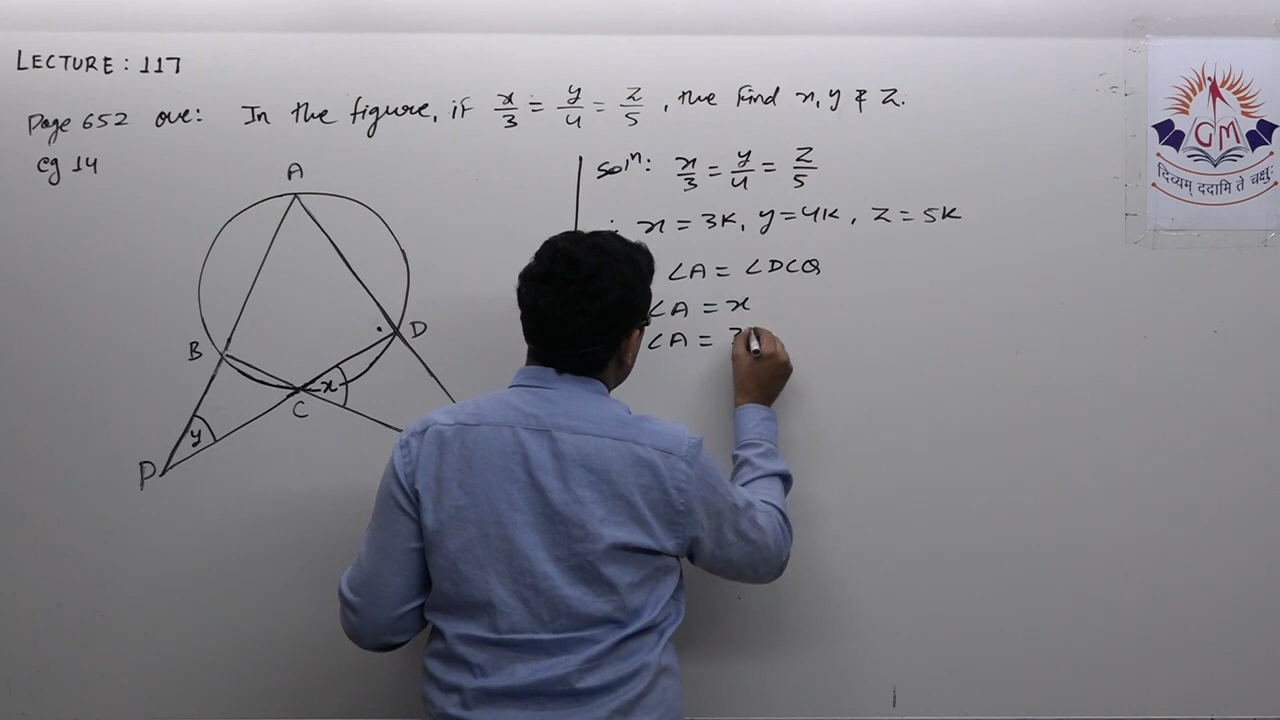 LECTURE : 117
Page 652 que: In the figure, if x/3 = y/4 = z/5, the find x, y & z.
eg 14
soln: x/3 = y/4 = z/5
∴ x = 3K, y = 4K, z = 5K
∠A = ∠DCQ
∠A = x
∠A = 3
A
B
D
C
x
y
P
GM
दिव्यम् ददामि ते चक्षुः